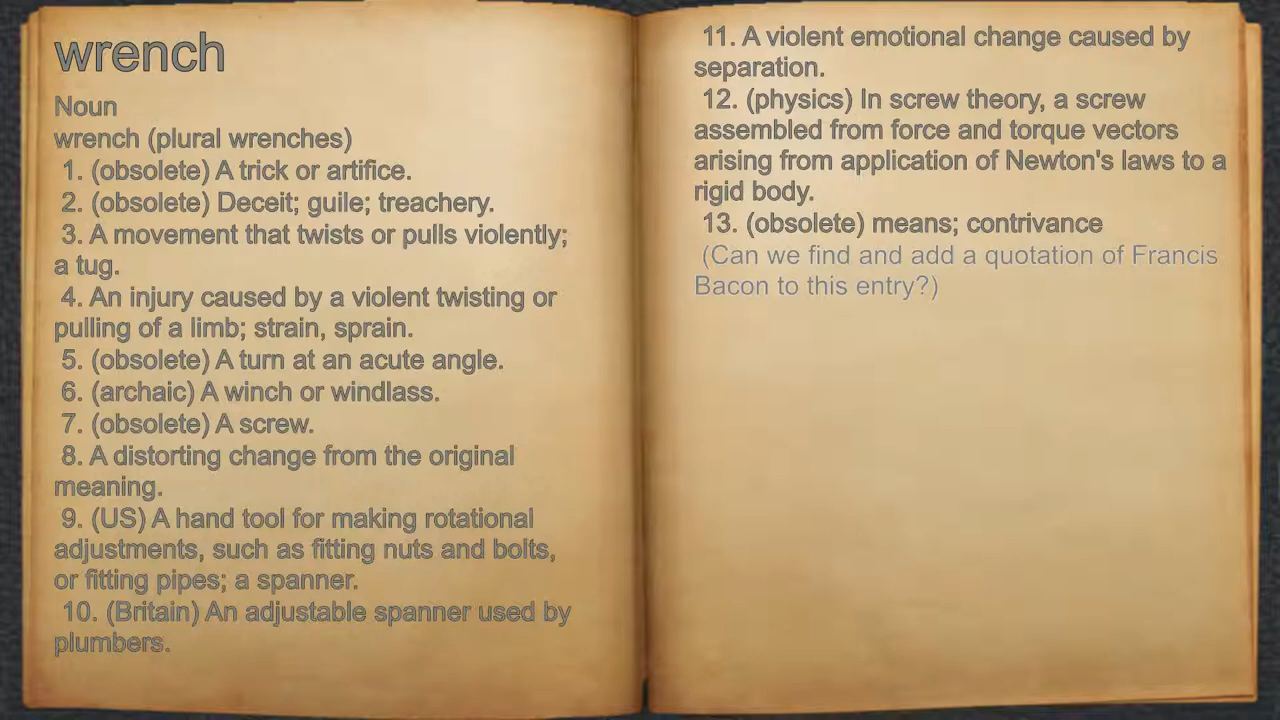 wrench
Noun
wrench (plural wrenches)
1. (obsolete) A trick or artifice.
2. (obsolete) Deceit; guile; treachery.
3. A movement that twists or pulls violently;
a tug.
4. An injury caused by a violent twisting or
pulling of a limb; strain, sprain.
5. (obsolete) A turn at an acute angle.
6. (archaic) A winch or windlass.
7. (obsolete) A screw.
8. A distorting change from the original
meaning.
9. (US) A hand tool for making rotational
adjustments, such as fitting nuts and bolts,
or fitting pipes; a spanner.
10. (Britain) An adjustable spanner used by
plumbers.
11. A violent emotional change caused by
separation.
12. (physics) In screw theory, a screw
assembled from force and torque vectors
arising from application of Newton's laws to a
rigid body.
13. (obsolete) means; contrivance
(Can we find and add a quotation of Francis
Bacon to this entry?)